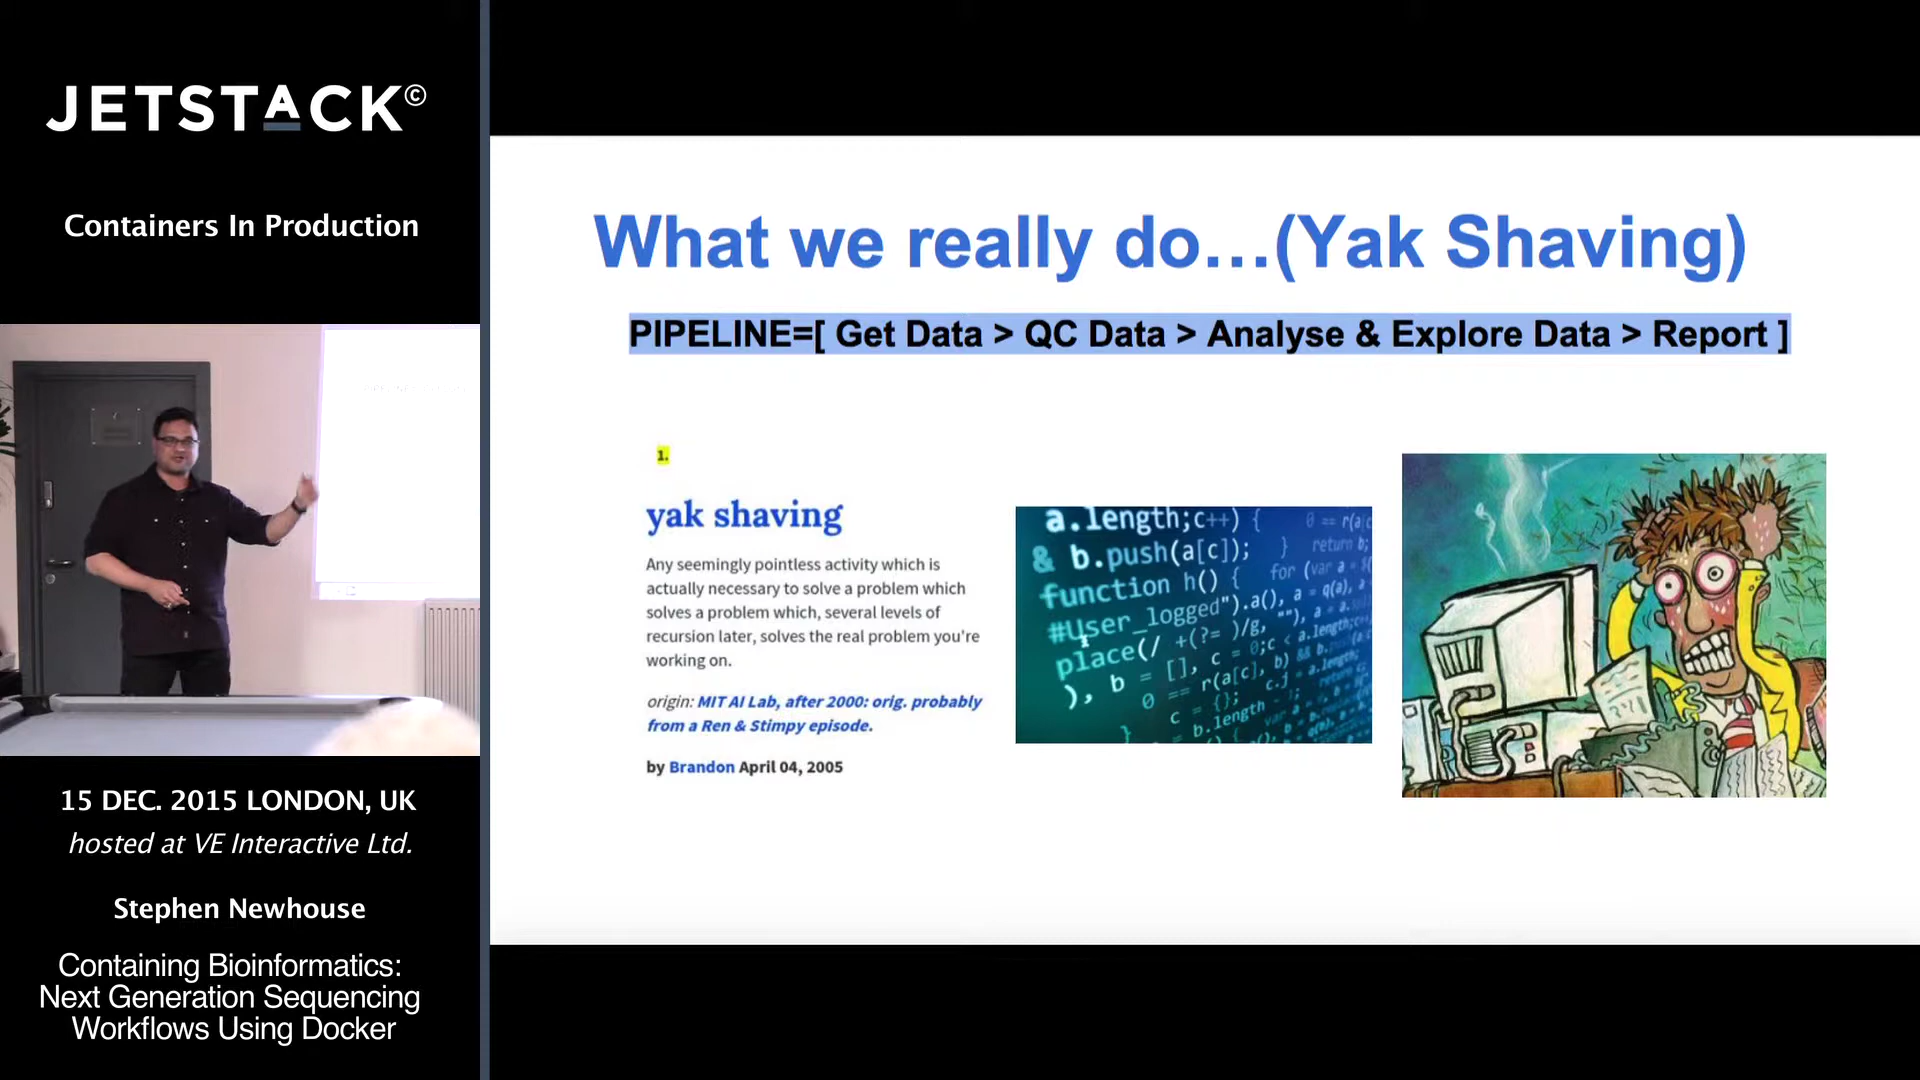 JETSTACK©
Containers In Production
15 DEC. 2015 LONDON, UK
hosted at VE Interactive Ltd.
Stephen Newhouse
Containing Bioinformatics:
Next Generation Sequencing
Workflows Using Docker
What we really do…(Yak Shaving)
PIPELINE=[ Get Data > QC Data > Analyse & Explore Data > Report ]
1.
yak shaving
Any seemingly pointless activity which is
actually necessary to solve a problem which
solves a problem which, several levels of
recursion later, solves the real problem you're
working on.
origin: MIT AI Lab, after 2000: orig. probably
from a Ren & Stimpy episode.
by Brandon April 04, 2005
a.length;c++) {
& b.push(a[c]);
function h() {
#User_logged").a(),
place(/ +(?= )/g, ""),
), b = [], c = 0;
0 == r(a[c], b)
c = {};
b.length